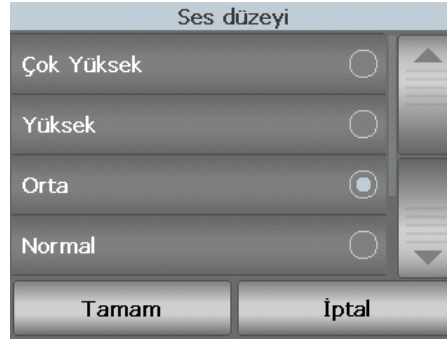 Ses düzeyi
Çok Yüksek
Yüksek
Orta
Normal
Tamam
İptal